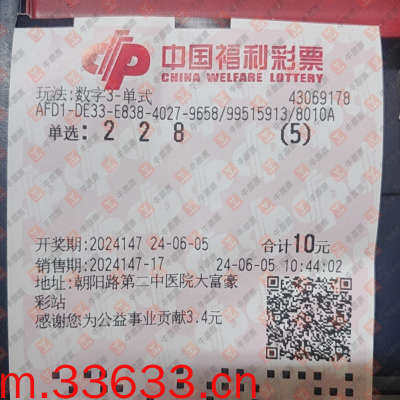 中国福利彩票
CHINA WELFARE LOTTERY
玩法:数字3-单式 43069178
AFD1-DE33-E838-4027-9658/99515913/8010A
单选: 2 2 8 (5)
开奖期:2024147 24-06-05 合计10元
销售期:2024147-17 24-06-05 10:44:02
地址:朝阳路第二中医院大富豪
彩站
感谢您为公益事业贡献3.4元
m.33633.cn